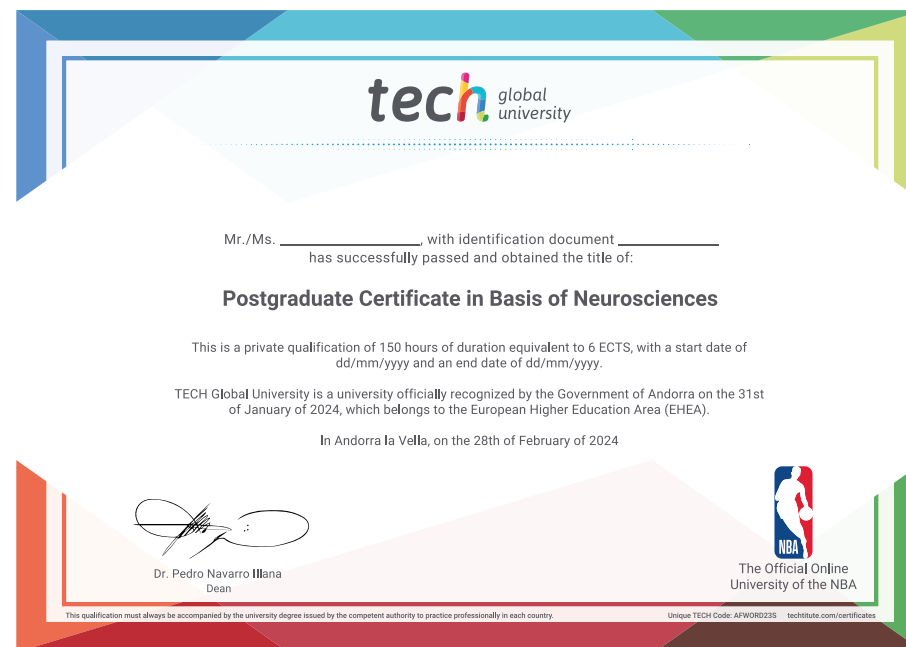 tech global
university
Mr./Ms. ____________________, with identification document ______________
has successfully passed and obtained the title of:
Postgraduate Certificate in Basis of Neurosciences
This is a private qualification of 150 hours of duration equivalent to 6 ECTS, with a start date of
dd/mm/yyyy and an end date of dd/mm/yyyy.
TECH Global University is a university officially recognized by the Government of Andorra on the 31st
of January of 2024, which belongs to the European Higher Education Area (EHEA).
In Andorra la Vella, on the 28th of February of 2024
NBA
Dr. Pedro Navarro Illana
Dean
The Official Online
University of the NBA
This qualification must always be accompanied by the university degree issued by the competent authority to practice professionally in each country.
Unique TECH Code: AFWORD23S techtitute.com/certificates